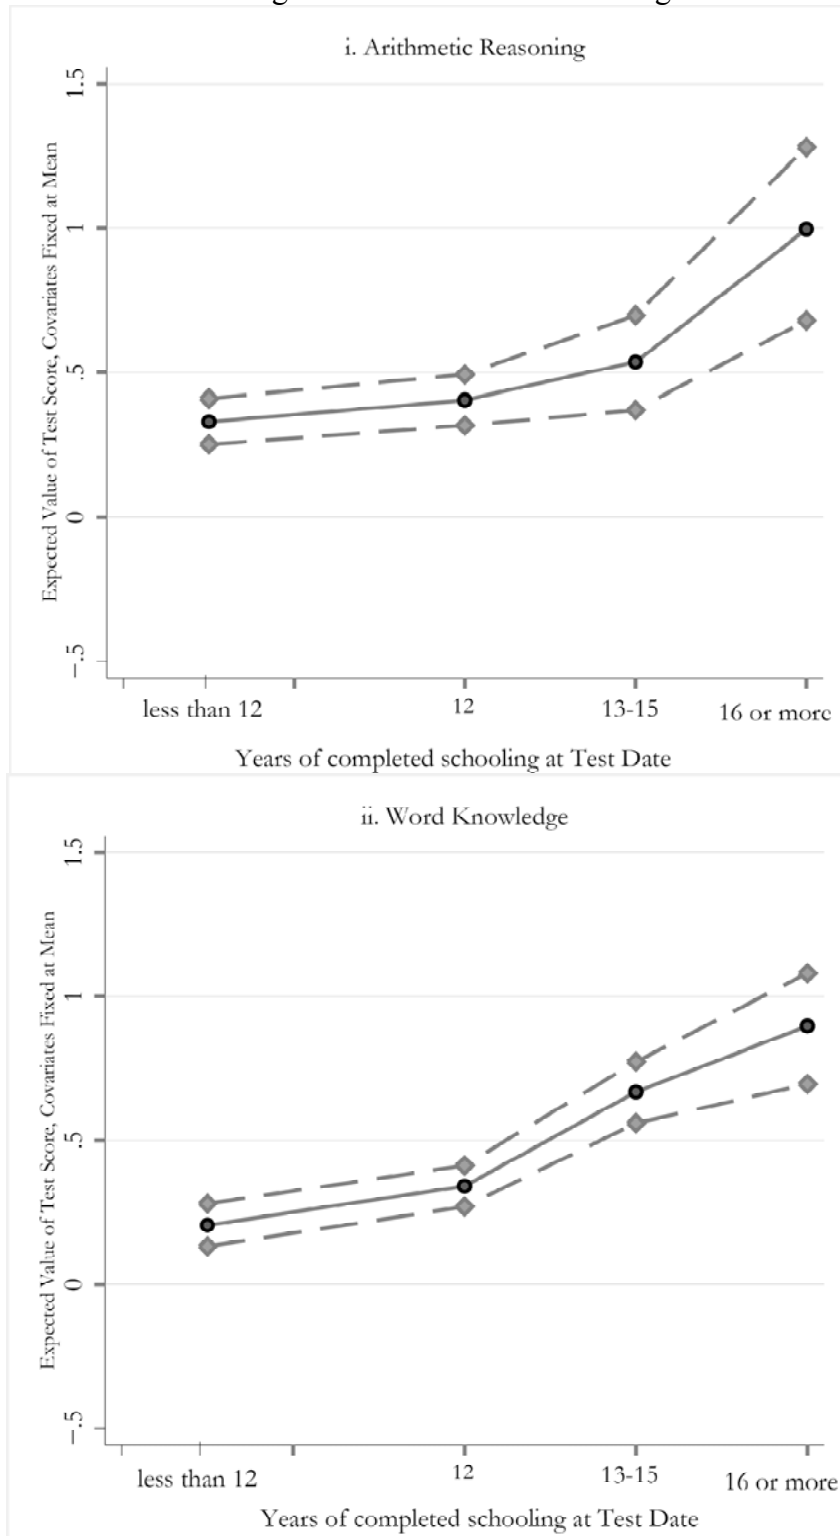 i. Arithmetic Reasoning
Expected Value of Test Score, Covariates Fixed at Mean
1.5
1
.5
0
-.5
less than 12
12
13-15
16 or more
Years of completed schooling at Test Date
ii. Word Knowledge
Expected Value of Test Score, Covariates Fixed at Mean
1.5
1
.5
0
-.5
less than 12
12
13-15
16 or more
Years of completed schooling at Test Date